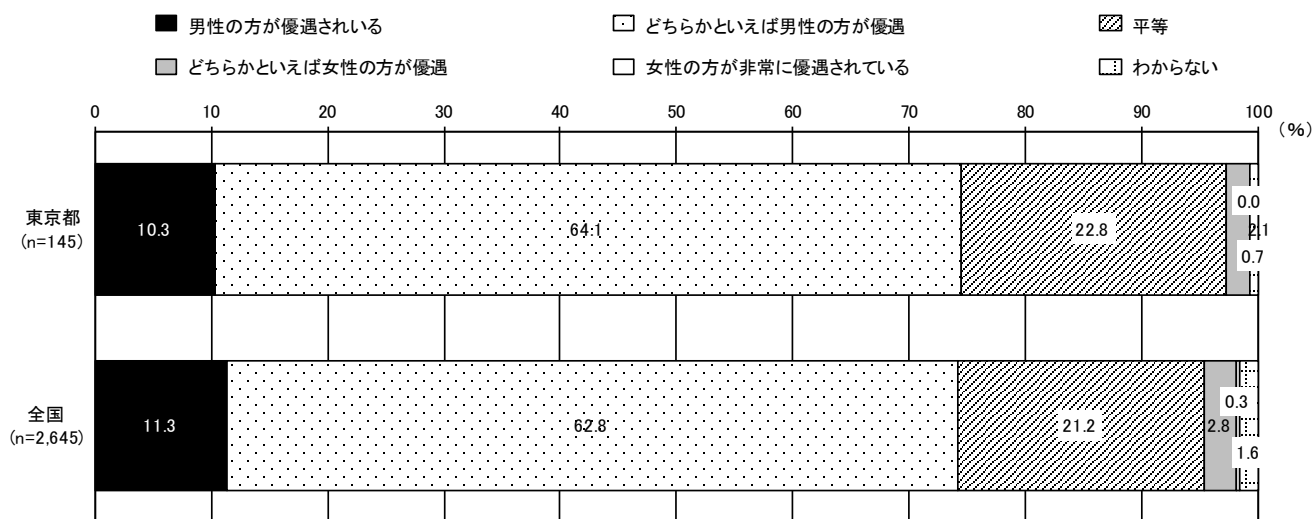 男性の方が優遇されいる どちらかといえば男性の方が優遇 平等
どちらかといえば女性の方が優遇 女性の方が非常に優遇されている わからない
0 10 20 30 40 50 60 70 80 90 100
(%)
東京都
(n=145)
10.3 64.1 22.8 2.1 0.0 0.7
全国
(n=2,645)
11.3 62.8 21.2 2.8 0.3 1.6